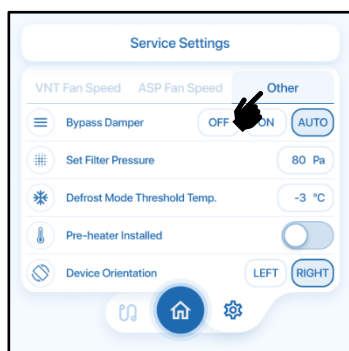 Service Settings
VNT Fan Speed ASP Fan Speed Other
Bypass Damper OFF ON AUTO
Set Filter Pressure 80 Pa
Defrost Mode Threshold Temp. -3 °C
Pre-heater Installed
Device Orientation LEFT RIGHT